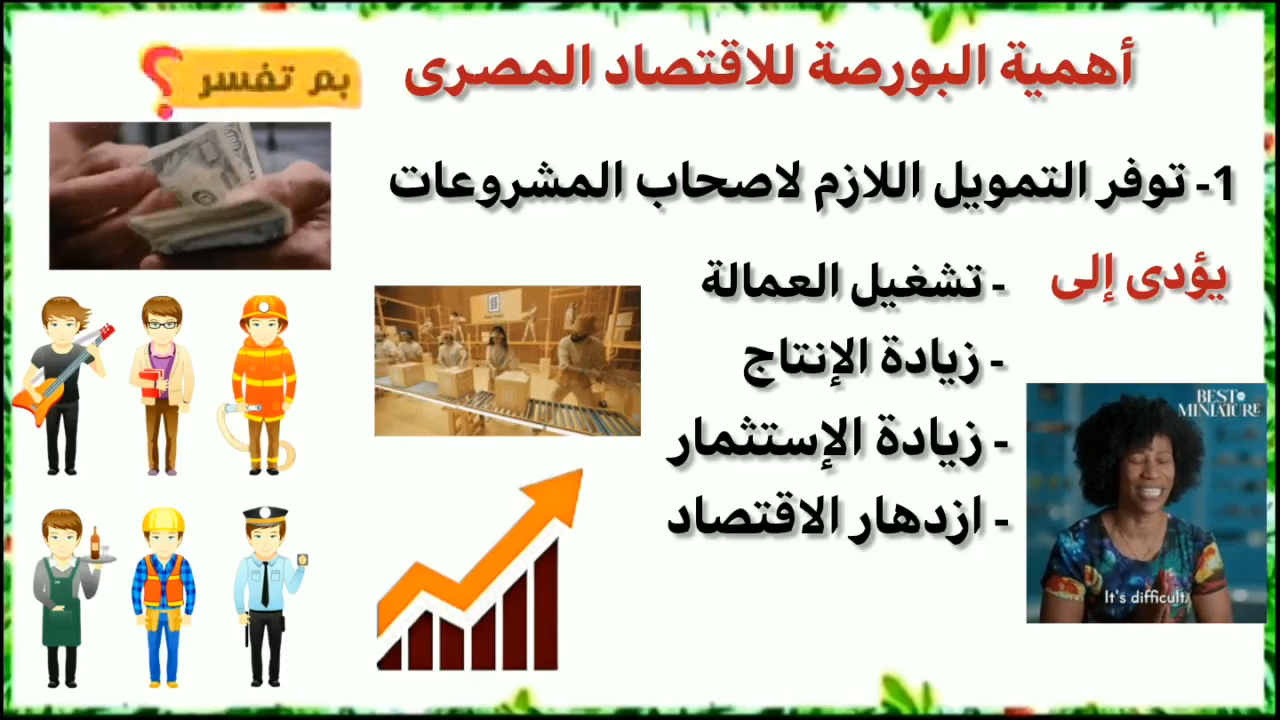 أهمية البورصة للاقتصاد المصرى
بم تفسر ؟
1- توفر التمويل اللازم لاصحاب المشروعات
يؤدى إلى
- تشغيل العمالة
- زيادة الإنتاج
- زيادة الإستثمار
- ازدهار الاقتصاد
BEST IN
MINIATURE
It's difficult.